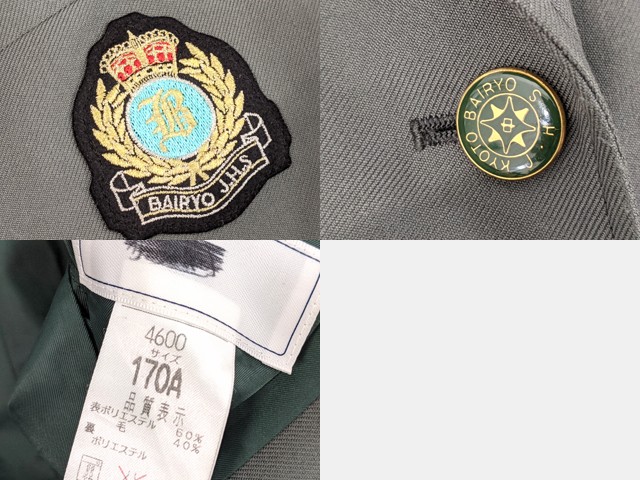 B
BAIRYO J.H.S
KYOTO BAIRYO S.H.
4600
サイズ
170A
品質表示
表ポリエステル 60%
毛 40%
裏 ポリエステル